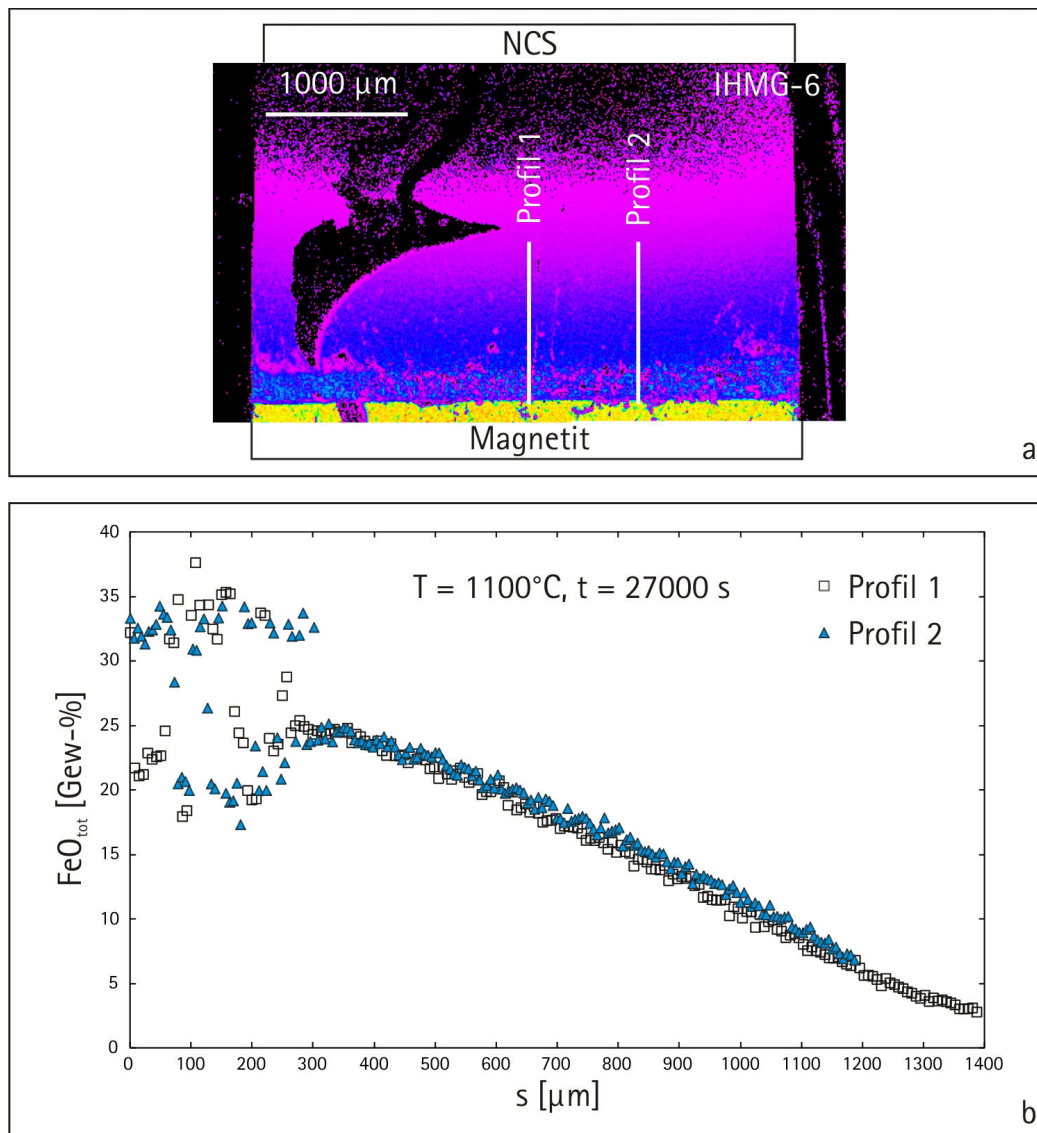 NCS
1000 µm
IHMG-6
Profil 1
Profil 2
Magnetit
a
40
35
30
25
20
15
10
5
0
FeO_tot [Gew-%]
T = 1100°C, t = 27000 s
Profil 1
Profil 2
0 100 200 300 400 500 600 700 800 900 1000 1100 1200 1300 1400
s [µm]
b